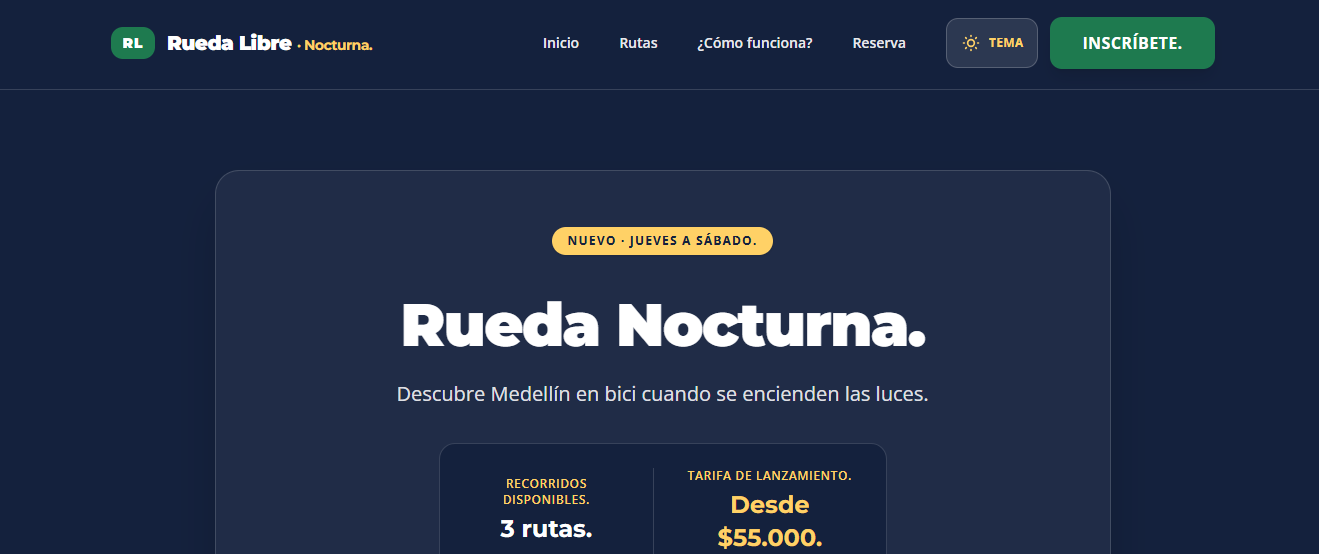 RL Rueda Libre · Nocturna. Inicio Rutas ¿Cómo funciona? Reserva TEMA INSCRÍBETE.
NUEVO · JUEVES A SÁBADO.
Rueda Nocturna.
Descubre Medellín en bici cuando se encienden las luces.
RECORRIDOS
DISPONIBLES.
3 rutas.
TARIFA DE LANZAMIENTO.
Desde
$55.000.